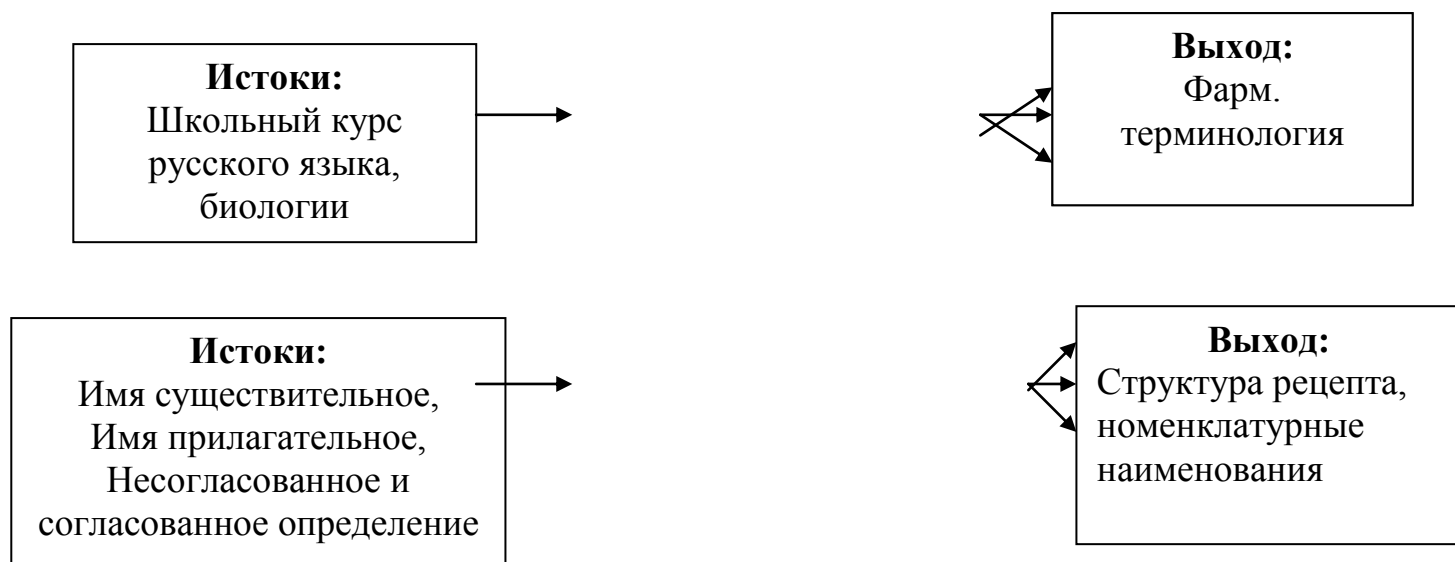 Истоки:
Школьный курс
русского языка,
биологии
Выход:
Фарм.
терминология
Истоки:
Имя существительное,
Имя прилагательное,
Несогласованное и
согласованное определение
Выход:
Структура рецепта,
номенклатурные
наименования